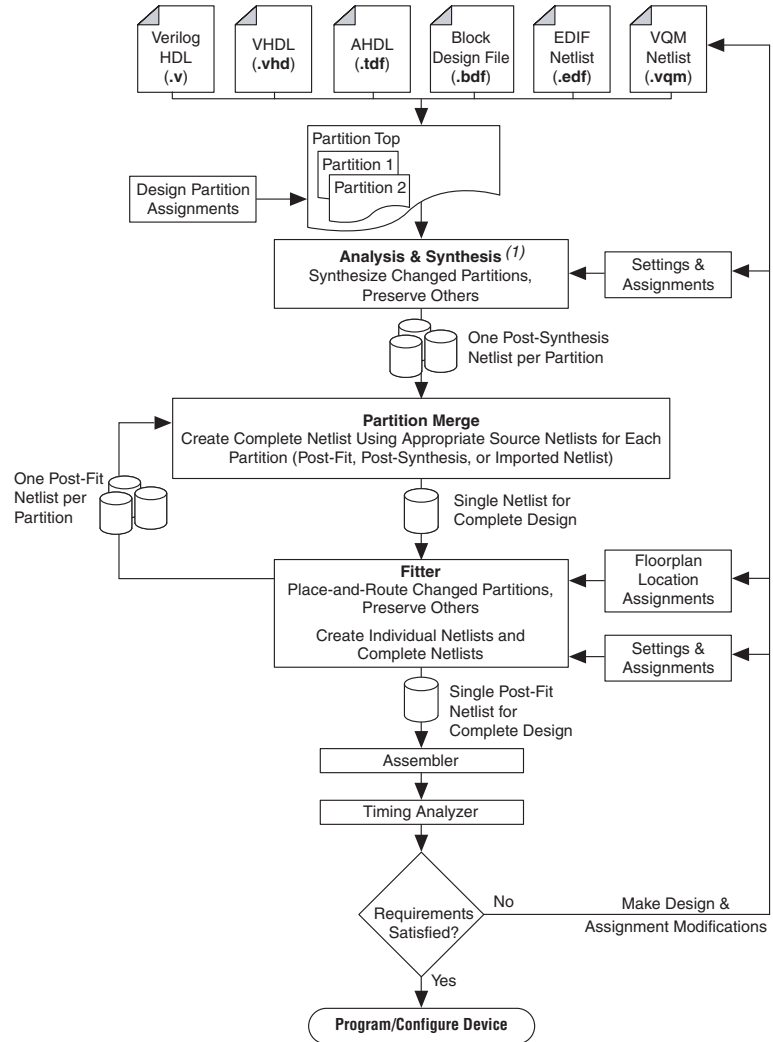 Verilog
HDL
(.v)
VHDL
(.vhd)
AHDL
(.tdf)
Block
Design File
(.bdf)
EDIF
Netlist
(.edf)
VQM
Netlist
(.vqm)
Partition Top
Partition 1
Partition 2
Design Partition
Assignments
Analysis & Synthesis (1)
Synthesize Changed Partitions,
Preserve Others
Settings &
Assignments
One Post-Synthesis
Netlist per Partition
Partition Merge
Create Complete Netlist Using Appropriate Source Netlists for Each
Partition (Post-Fit, Post-Synthesis, or Imported Netlist)
One Post-Fit
Netlist per
Partition
Single Netlist for
Complete Design
Fitter
Place-and-Route Changed Partitions,
Preserve Others
Create Individual Netlists and
Complete Netlists
Floorplan
Location
Assignments
Settings &
Assignments
Single Post-Fit
Netlist for
Complete Design
Assembler
Timing Analyzer
Requirements
Satisfied?
No
Make Design &
Assignment Modifications
Yes
Program/Configure Device